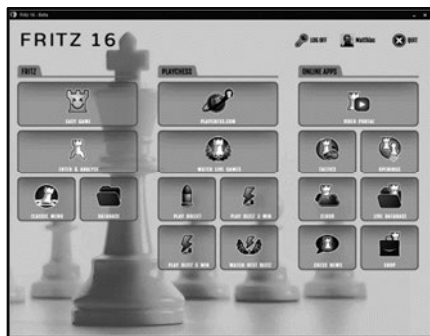 Fritz 16 - Beta
FRITZ 16
LOG OFF
Matthias
QUIT
FRITZ
PLAYCHESS
ONLINE APPS
EASY GAME
PLAYCHESS.COM
VIDEO PORTAL
ENTER & ANALYSE
WATCH LIVE GAMES
TACTICS
OPENINGS
CLASSIC MENU
DATABASE
PLAY BULLET
PLAY BLITZ 3 MIN
CLOUD
LIVE DATABASE
PLAY BLITZ 5 MIN
WATCH BEST BLITZ
CHESS NEWS
SHOP